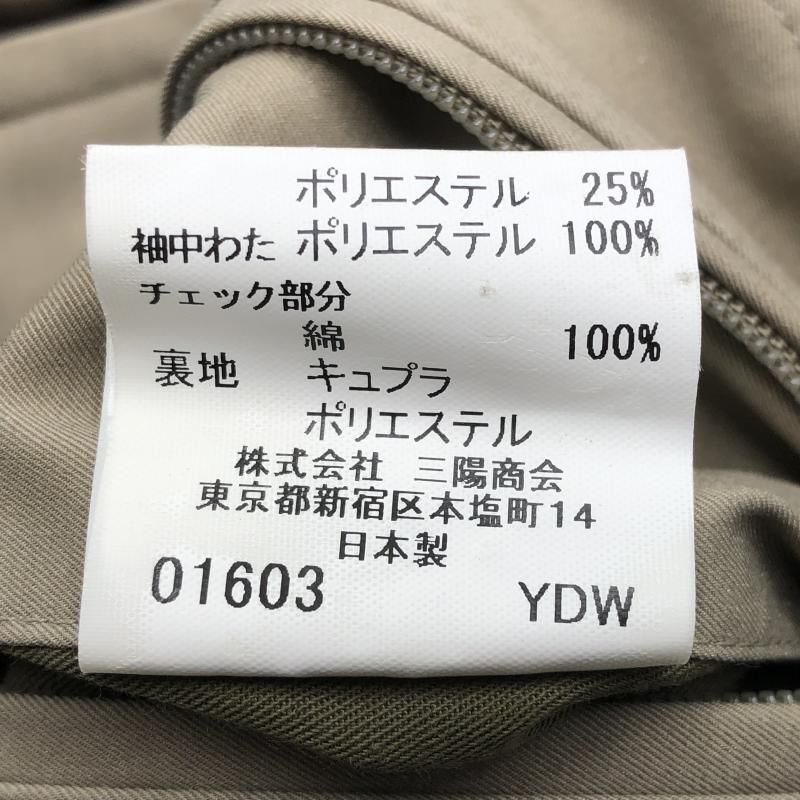 ポリエステル 25%
袖中わた ポリエステル 100%
チェック部分
綿 100%
裏地 キュプラ
ポリエステル
株式会社 三陽商会
東京都新宿区本塩町14
日本製
01603 YDW